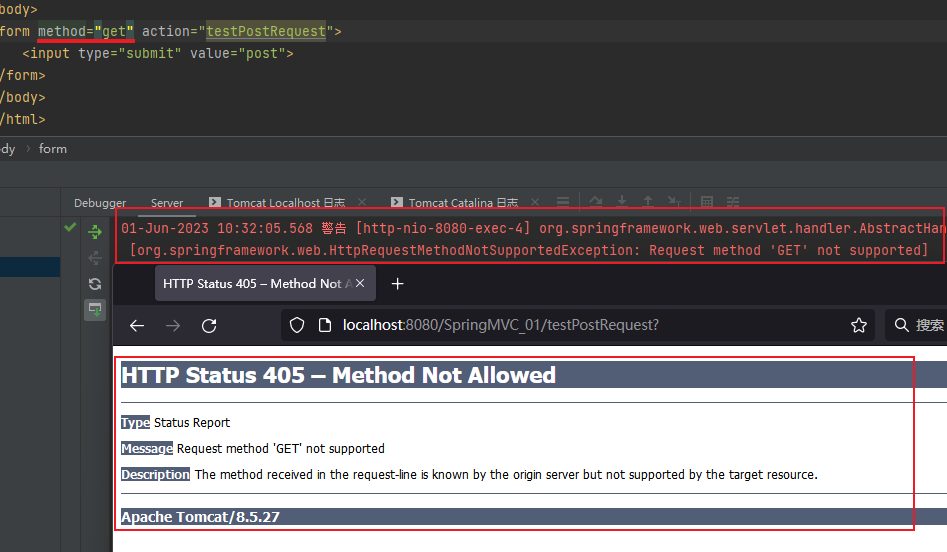 body>
form method="get" action="testPostRequest">
<input type="submit" value="post">
/form>
/body>
/html>
dy › form
Debugger Server Tomcat Localhost 日志 × Tomcat Catalina 日志 ×
01-Jun-2023 10:32:05.568 警告 [http-nio-8080-exec-4] org.springframework.web.servlet.handler.AbstractHan
[org.springframework.web.HttpRequestMethodNotSupportedException: Request method 'GET' not supported]
HTTP Status 405 – Method Not A × +
localhost:8080/SpringMVC_01/testPostRequest? 搜索
HTTP Status 405 – Method Not Allowed
Type Status Report
Message Request method 'GET' not supported
Description The method received in the request-line is known by the origin server but not supported by the target resource.
Apache Tomcat/8.5.27